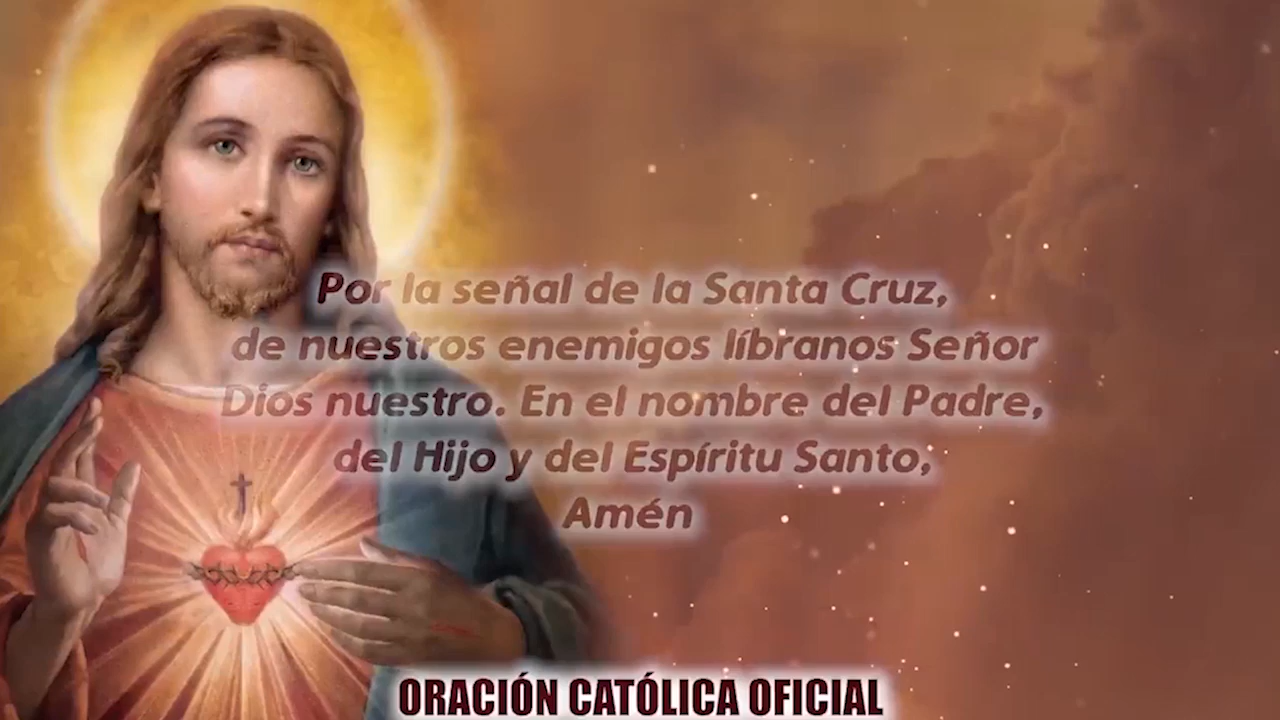 Por la señal de la Santa Cruz,
de nuestros enemigos líbranos Señor
Dios nuestro. En el nombre del Padre,
del Hijo y del Espíritu Santo,
Amén
ORACIÓN CATÓLICA OFICIAL